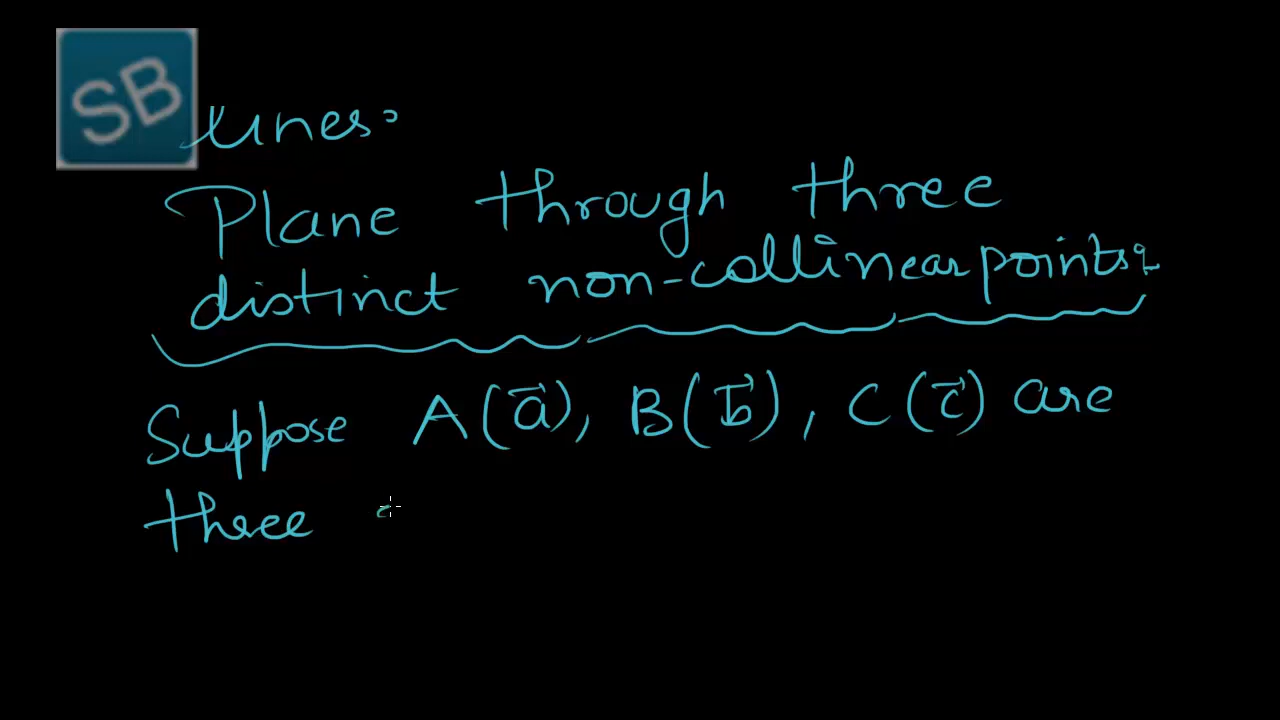 SB
lines:
Plane through three
distinct non-collinear points:-
Suppose A(a⃗), B(b⃗), C(c⃗) are
three